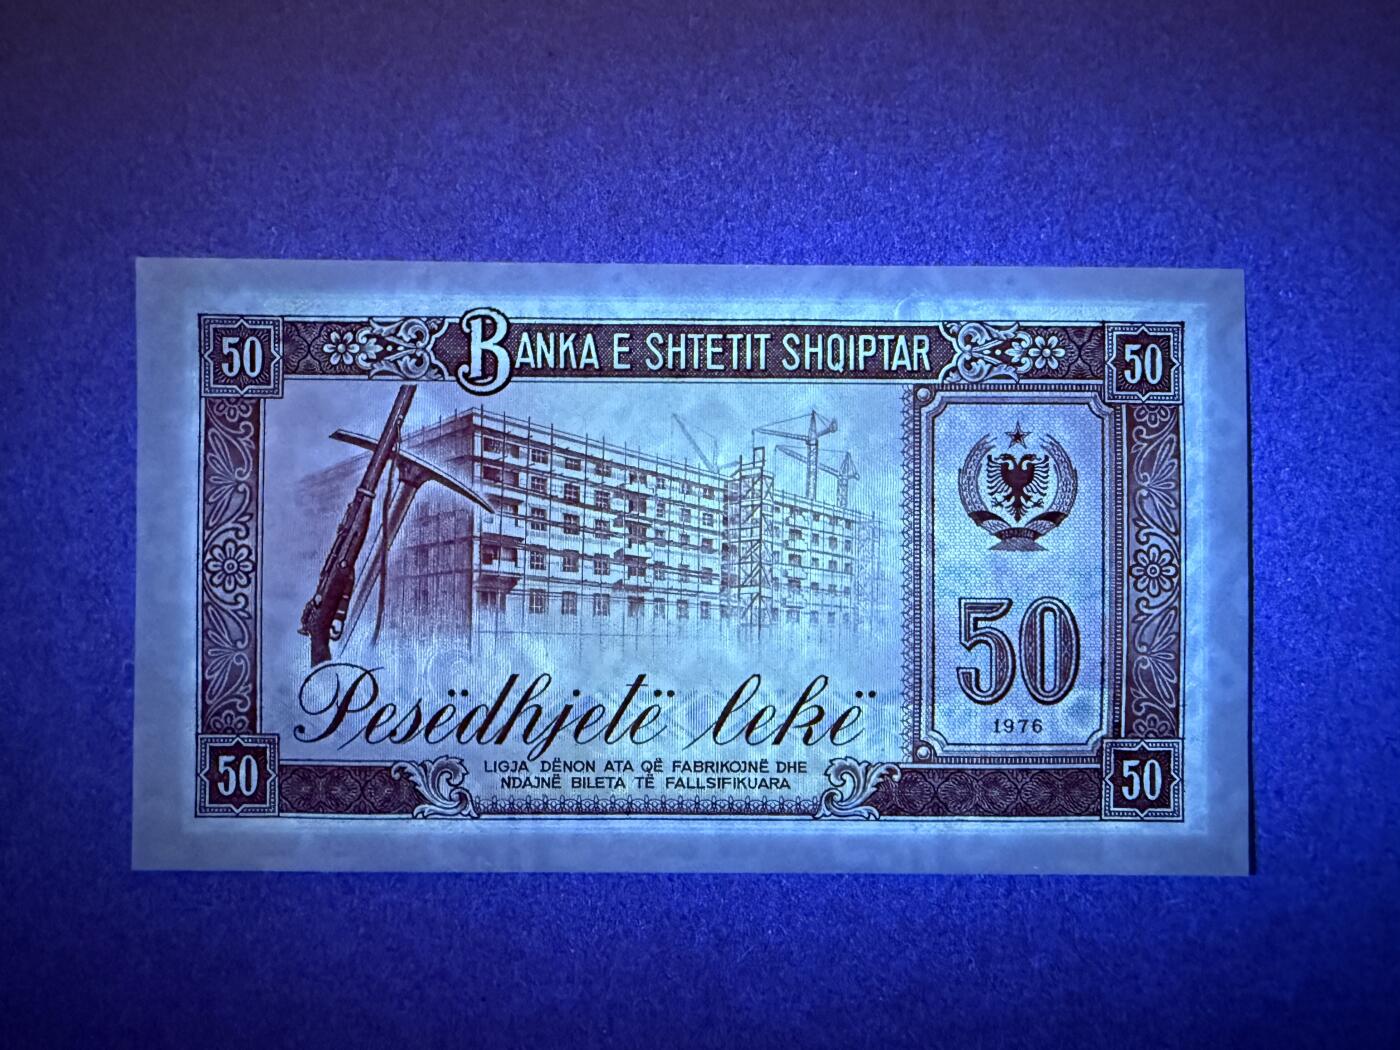 50 BANKA E SHTETIT SHQIPTAR 50
50
1976
Pesëdhjetë lekë
LIGJA DËNON ATA QË FABRIKOJNË DHE
NDAJNË BILETA TË FALLSIFIKUARA
50 50